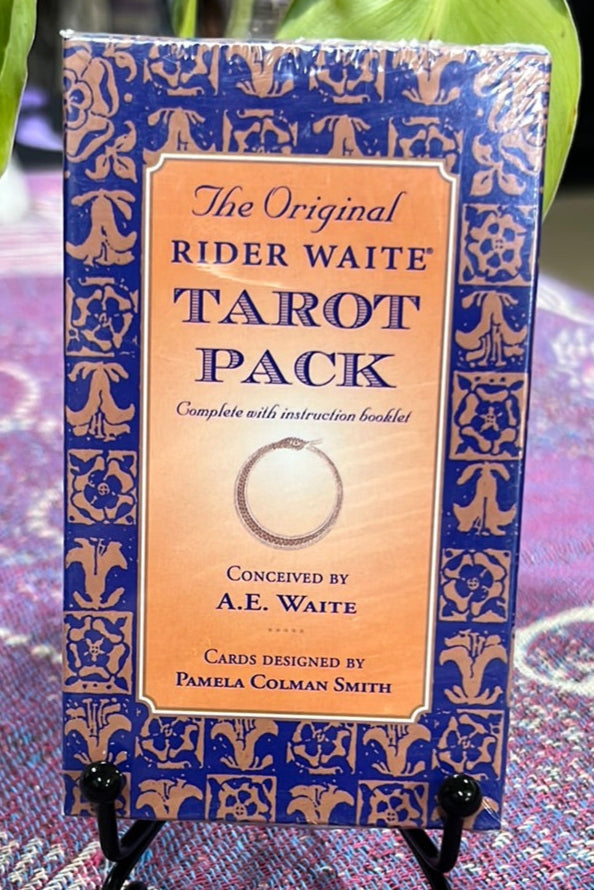 The Original
RIDER WAITE®
TAROT
PACK
Complete with instruction booklet
CONCEIVED BY
A.E. WAITE
CARDS DESIGNED BY
PAMELA COLMAN SMITH